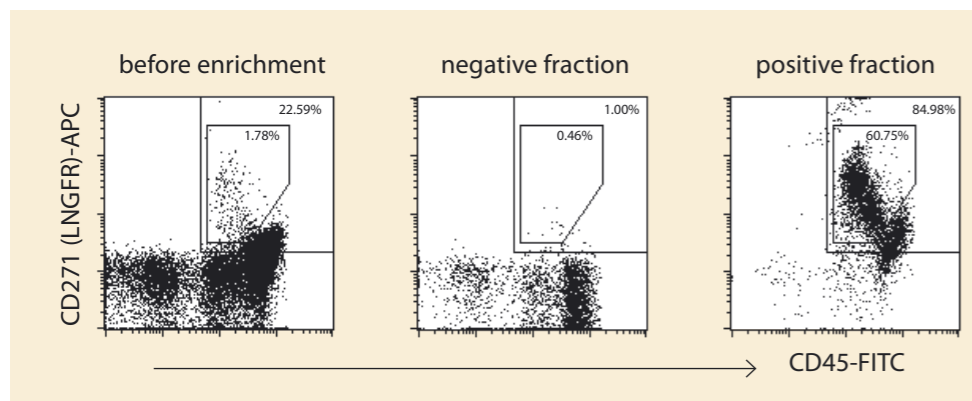 before enrichment
negative fraction
positive fraction
CD271 (LNGFR)-APC
22.59%
1.78%
1.00%
0.46%
84.98%
60.75%
CD45-FITC